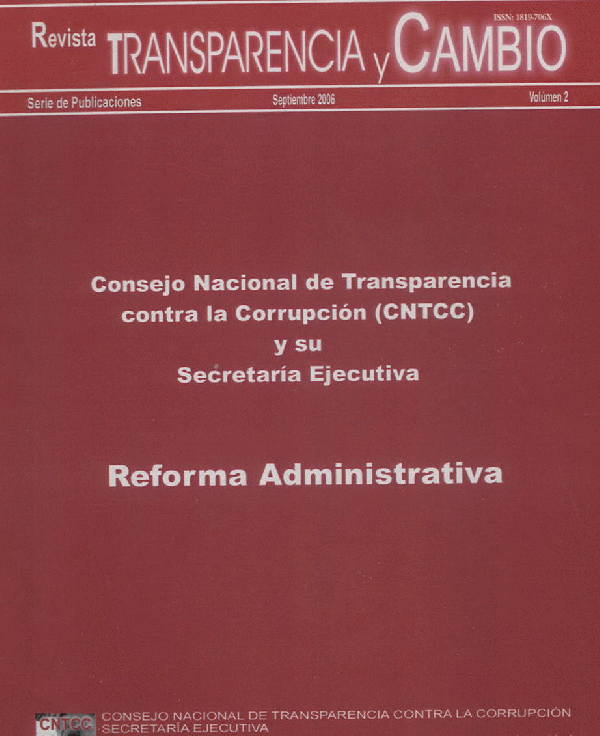 ISSN: 1819-706X
Revista TRANSPARENCIA y CAMBIO
Serie de Publicaciones Septiembre 2006 Volúmen 2
Consejo Nacional de Transparencia
contra la Corrupción (CNTCC)
y su
Secretaría Ejecutiva
Reforma Administrativa
CNTCC
CONSEJO NACIONAL DE TRANSPARENCIA CONTRA LA CORRUPCIÓN
SECRETARÍA EJECUTIVA